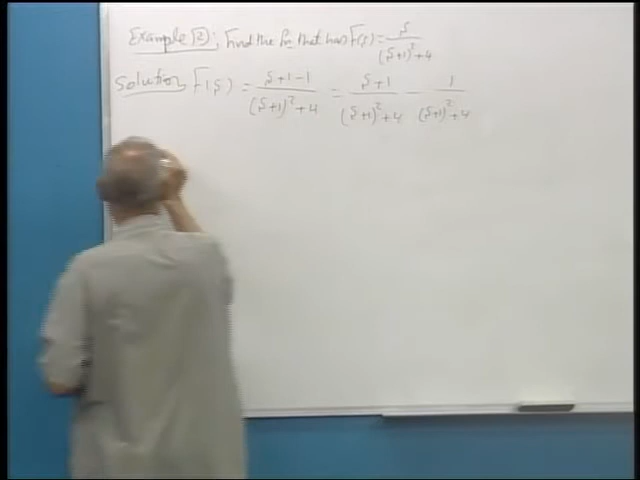 Example 2: Find the fn that has F(s) = s/((s+1)²+4)
Solution F(s) = (s+1-1)/((s+1)²+4) = (s+1)/((s+1)²+4) - 1/((s+1)²+4)